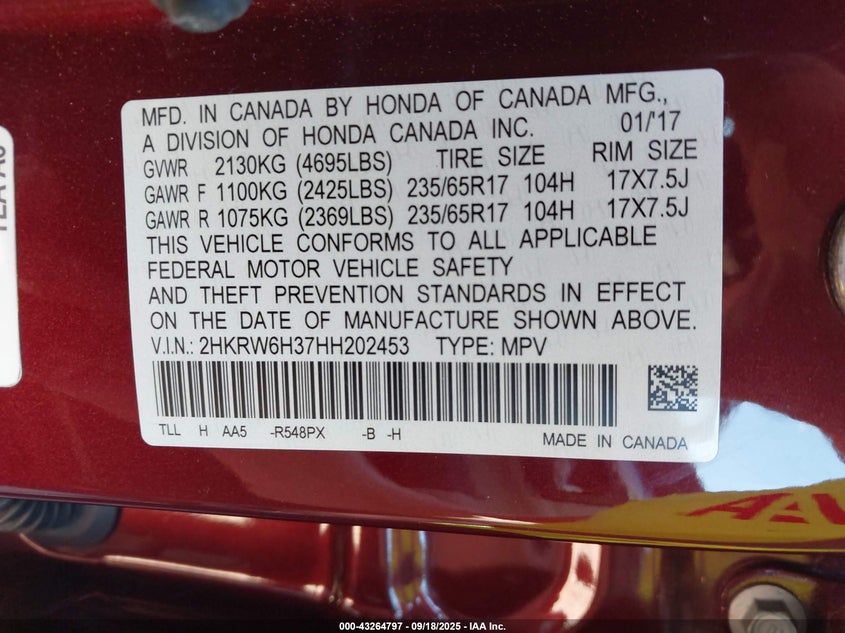 MFD. IN CANADA BY HONDA OF CANADA MFG.,
A DIVISION OF HONDA CANADA INC. 01/'17
GVWR 2130KG (4695LBS) TIRE SIZE RIM SIZE
GAWR F 1100KG (2425LBS) 235/65R17 104H 17X7.5J
GAWR R 1075KG (2369LBS) 235/65R17 104H 17X7.5J
THIS VEHICLE CONFORMS TO ALL APPLICABLE
FEDERAL MOTOR VEHICLE SAFETY
AND THEFT PREVENTION STANDARDS IN EFFECT
ON THE DATE OF MANUFACTURE SHOWN ABOVE.
V.I.N.: 2HKRW6H37HH202453 TYPE: MPV
TLL H AA5 -R548PX -B -H MADE IN CANADA
000-43264797 - 09/18/2025 - IAA Inc.